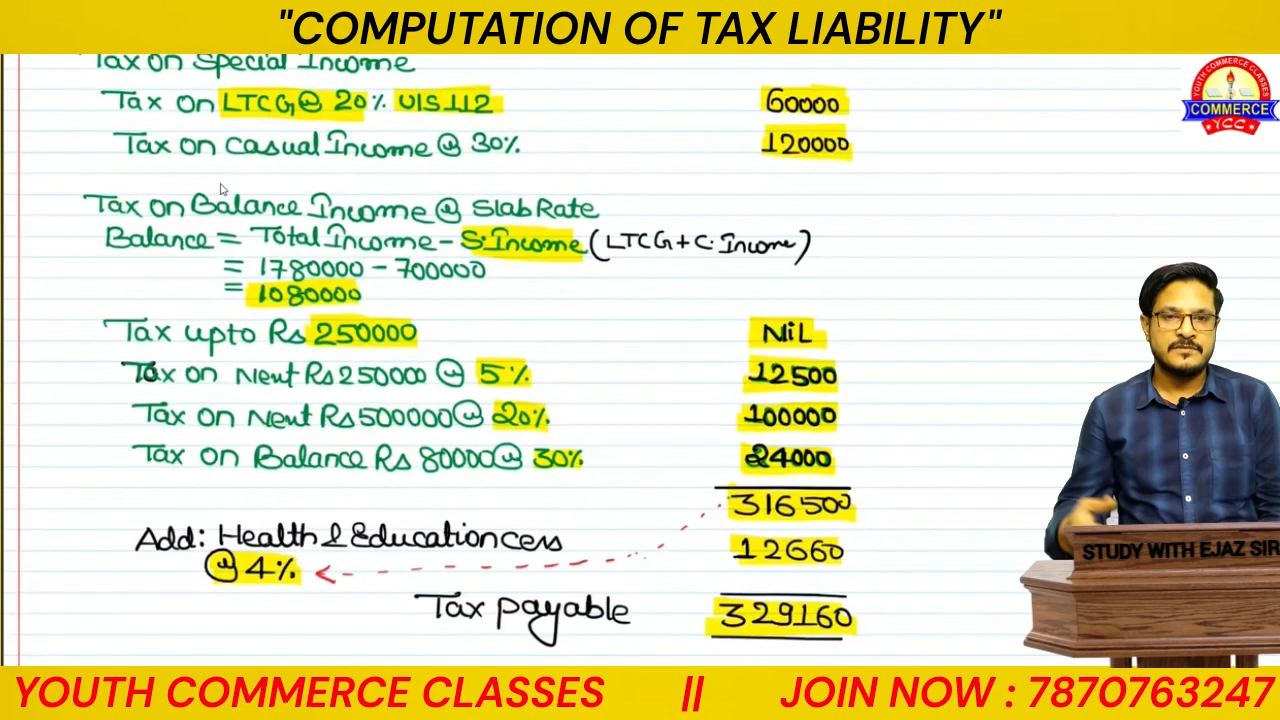 "COMPUTATION OF TAX LIABILITY"
Tax on Special Income
Tax on LTCG@ 20% U/S 112 60000
Tax on Casual Income @ 30% 120000
YOUTH COMMERCE CLASSES
COMMERCE
YCC
Tax on Balance Income @ Slab Rate
Balance = Total Income - S. Income (LTCG + C. Income)
= 1780000 - 700000
= 1080000
Tax upto Rs 250000 NiL
Tax on Next Rs 250000 @ 5% 12500
Tax on Next Rs 500000 @ 20% 100000
Tax on Balance Rs 80000 @ 30% 24000
316500
Add: Health & Education cess
@ 4% 12660
Tax payable 329160
STUDY WITH EJAZ SIR
YOUTH COMMERCE CLASSES || JOIN NOW : 7870763247